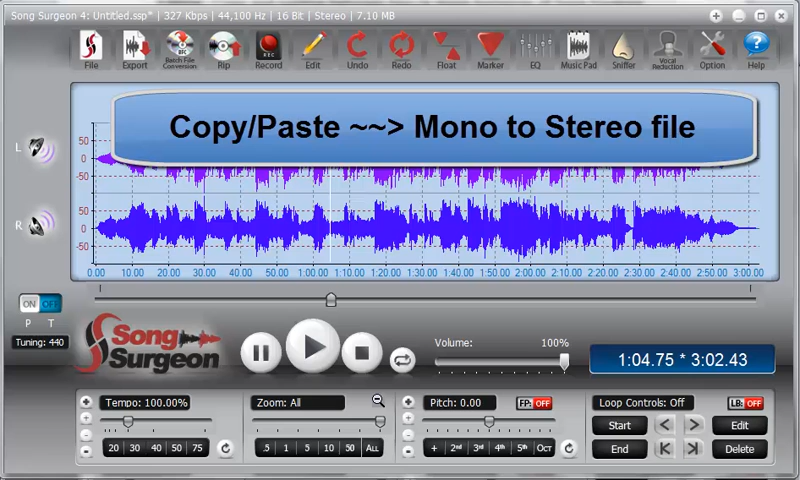 Song Surgeon 4: Untitled.ssp* | 327 Kbps | 44,100 Hz | 16 Bit | Stereo | 7.10 MB
File Export Batch File Conversion Rip REC Record Edit Undo Redo Float Marker EQ Music Pad Sniffer Vocal Reduction Option Help
Copy/Paste ~~> Mono to Stereo file
L
50
0
-50
R
50
0
-50
0.00 10.00 20.00 30.00 40.00 50.00 1:00.00 1:10.00 1:20.00 1:30.00 1:40.00 1:50.00 2:00.00 2:10.00 2:20.00 2:30.00 2:40.00 2:50.00 3:00.00
ON OFF
P T
Tuning: 440
Song
Surgeon
Volume: 100%
1:04.75 * 3:02.43
Tempo: 100.00% Zoom: All Pitch: 0.00 FP: OFF Loop Controls: Off LB: OFF
Start < > Edit
20 30 40 50 75 .5 1 5 10 50 ALL + 2nd 3rd 4th 5th Oct End Delete